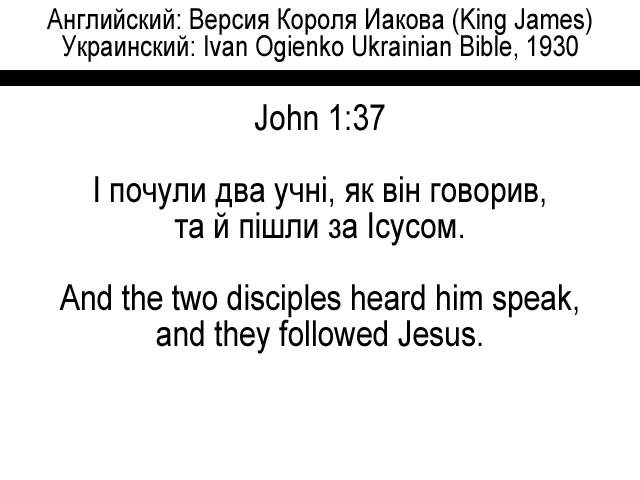 Английский: Версия Короля Иакова (King James)
Украинский: Ivan Ogienko Ukrainian Bible, 1930
John 1:37
І почули два учні, як він говорив,
та й пішли за Ісусом.
And the two disciples heard him speak,
and they followed Jesus.